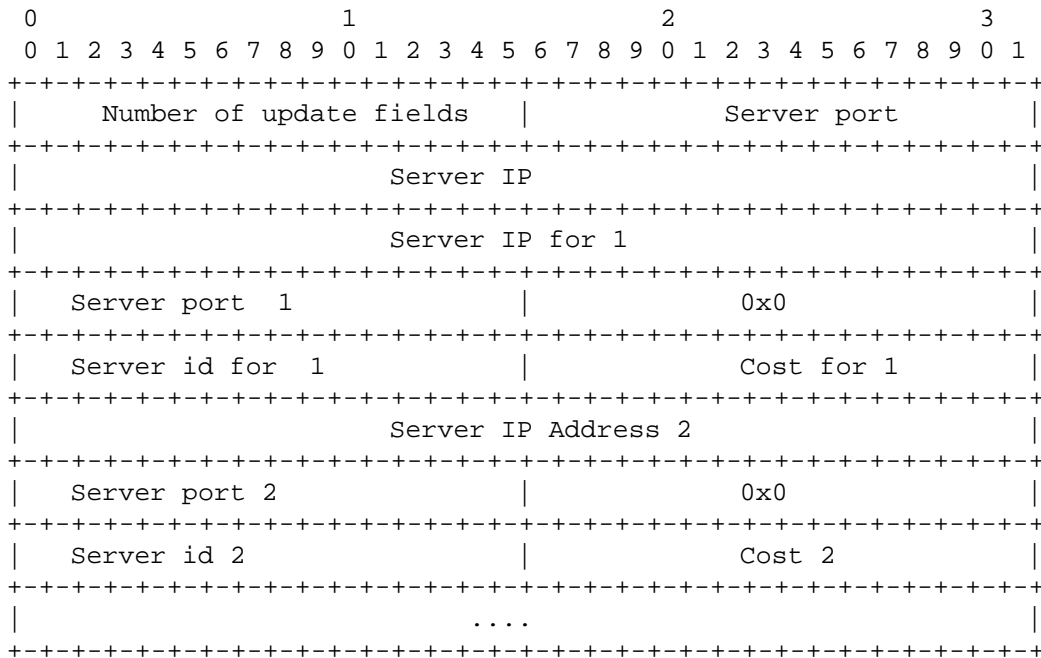 0                   1                   2                   3
 0 1 2 3 4 5 6 7 8 9 0 1 2 3 4 5 6 7 8 9 0 1 2 3 4 5 6 7 8 9 0 1
+-+-+-+-+-+-+-+-+-+-+-+-+-+-+-+-+-+-+-+-+-+-+-+-+-+-+-+-+-+-+-+-+
|     Number of update fields   |            Server port        |
+-+-+-+-+-+-+-+-+-+-+-+-+-+-+-+-+-+-+-+-+-+-+-+-+-+-+-+-+-+-+-+-+
|                       Server IP                               |
+-+-+-+-+-+-+-+-+-+-+-+-+-+-+-+-+-+-+-+-+-+-+-+-+-+-+-+-+-+-+-+-+
|                       Server IP for 1                         |
+-+-+-+-+-+-+-+-+-+-+-+-+-+-+-+-+-+-+-+-+-+-+-+-+-+-+-+-+-+-+-+-+
|   Server port  1              |             0x0               |
+-+-+-+-+-+-+-+-+-+-+-+-+-+-+-+-+-+-+-+-+-+-+-+-+-+-+-+-+-+-+-+-+
|   Server id for  1            |             Cost for 1        |
+-+-+-+-+-+-+-+-+-+-+-+-+-+-+-+-+-+-+-+-+-+-+-+-+-+-+-+-+-+-+-+-+
|                       Server IP Address 2                     |
+-+-+-+-+-+-+-+-+-+-+-+-+-+-+-+-+-+-+-+-+-+-+-+-+-+-+-+-+-+-+-+-+
|   Server port 2               |             0x0               |
+-+-+-+-+-+-+-+-+-+-+-+-+-+-+-+-+-+-+-+-+-+-+-+-+-+-+-+-+-+-+-+-+
|   Server id 2                 |             Cost 2            |
+-+-+-+-+-+-+-+-+-+-+-+-+-+-+-+-+-+-+-+-+-+-+-+-+-+-+-+-+-+-+-+-+
|                            ....                               |
+-+-+-+-+-+-+-+-+-+-+-+-+-+-+-+-+-+-+-+-+-+-+-+-+-+-+-+-+-+-+-+-+